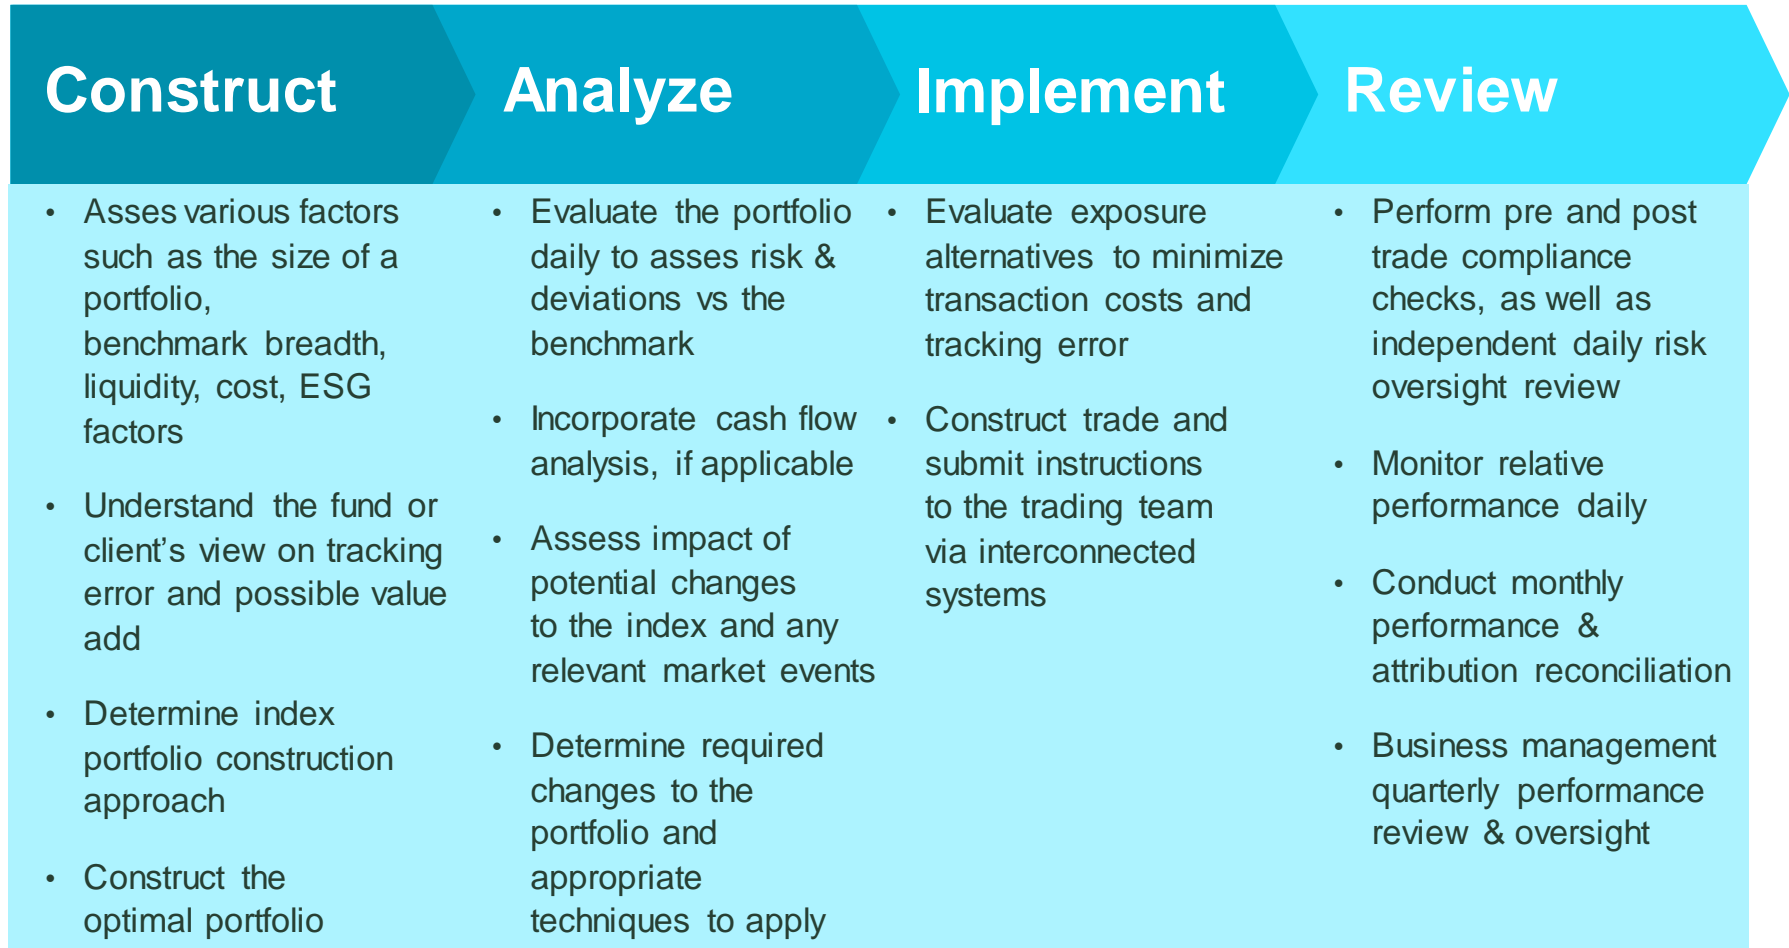 Construct
Analyze
Implement
Review
• Asses various factors
such as the size of a
portfolio,
benchmark breadth,
liquidity, cost, ESG
factors
• Understand the fund or
client’s view on tracking
error and possible value
add
• Determine index
portfolio construction
approach
• Construct the
optimal portfolio
• Evaluate the portfolio
daily to asses risk &
deviations vs the
benchmark
• Incorporate cash flow
analysis, if applicable
• Assess impact of
potential changes
to the index and any
relevant market events
• Determine required
changes to the
portfolio and
appropriate
techniques to apply
• Evaluate exposure
alternatives to minimize
transaction costs and
tracking error
• Construct trade and
submit instructions
to the trading team
via interconnected
systems
• Perform pre and post
trade compliance
checks, as well as
independent daily risk
oversight review
• Monitor relative
performance daily
• Conduct monthly
performance &
attribution reconciliation
• Business management
quarterly performance
review & oversight